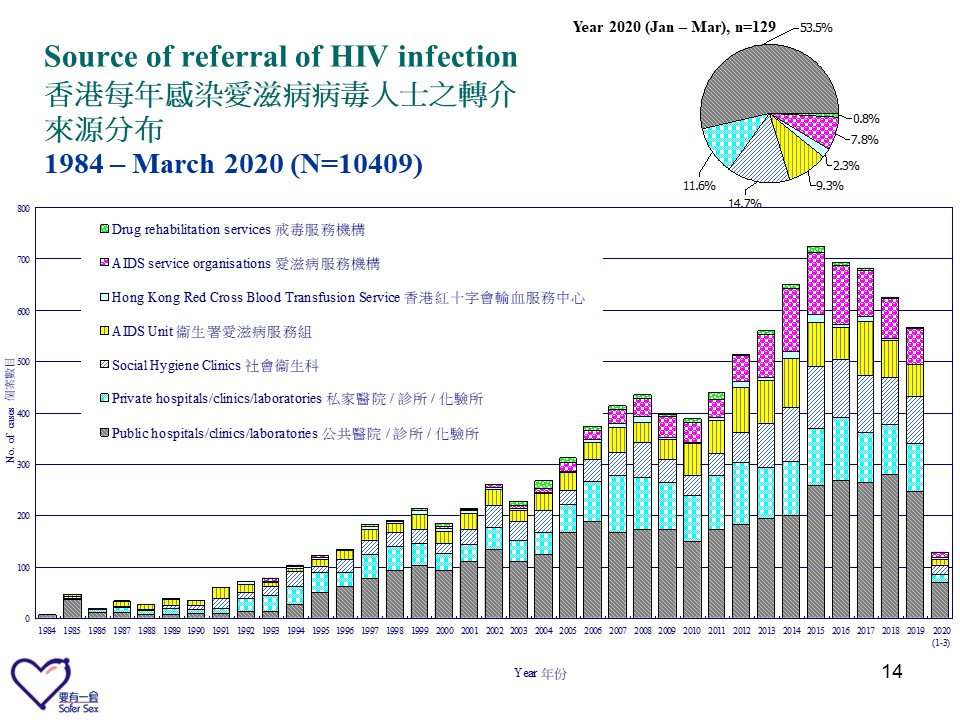 Source of referral of HIV infection
香港每年感染愛滋病病毒人士之轉介
來源分布
1984 – March 2020 (N=10409)
Year 2020 (Jan – Mar), n=129
53.5%
0.8%
7.8%
2.3%
9.3%
14.7%
11.6%
No. of cases 個案數目
800
700
600
500
400
300
200
100
0
Drug rehabilitation services 戒毒服務機構
AIDS service organisations 愛滋病服務機構
Hong Kong Red Cross Blood Transfusion Service 香港紅十字會輸血服務中心
AIDS Unit 衞生署愛滋病服務組
Social Hygiene Clinics 社會衞生科
Private hospitals/clinics/laboratories 私家醫院 / 診所 / 化驗所
Public hospitals/clinics/laboratories 公共醫院 / 診所 / 化驗所
1984 1985 1986 1987 1988 1989 1990 1991 1992 1993 1994 1995 1996 1997 1998 1999 2000 2001 2002 2003 2004 2005 2006 2007 2008 2009 2010 2011 2012 2013 2014 2015 2016 2017 2018 2019 2020
(1-3)
Year 年份
要有一套
Safer Sex
14